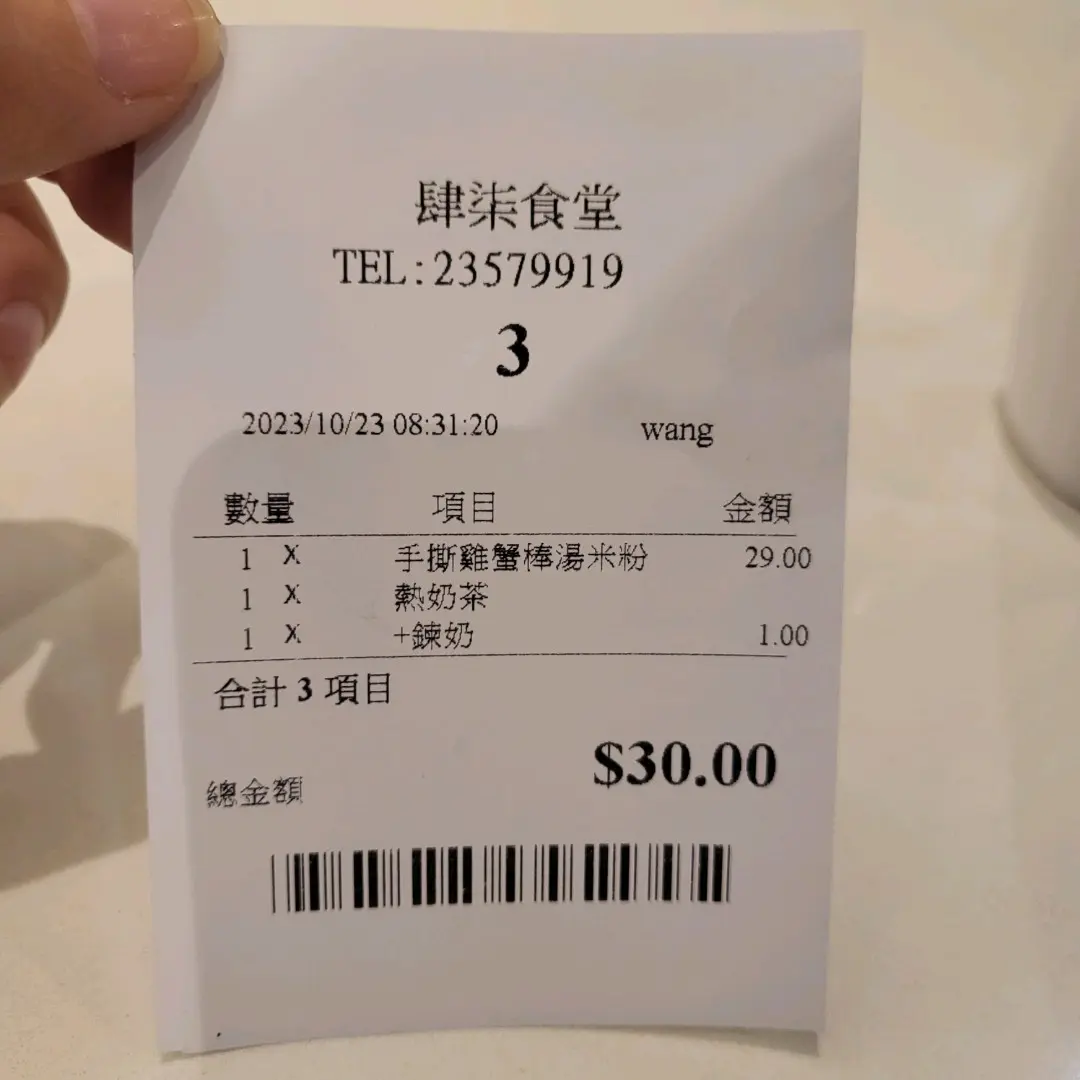 肆柒食堂
TEL:23579919
3
2023/10/23 08:31:20 wang
數量 項目 金額
1 X 手撕雞蟹棒湯米粉 29.00
1 X 熱奶茶
1 X +鍊奶 1.00
合計 3 項目
$30.00
總金額